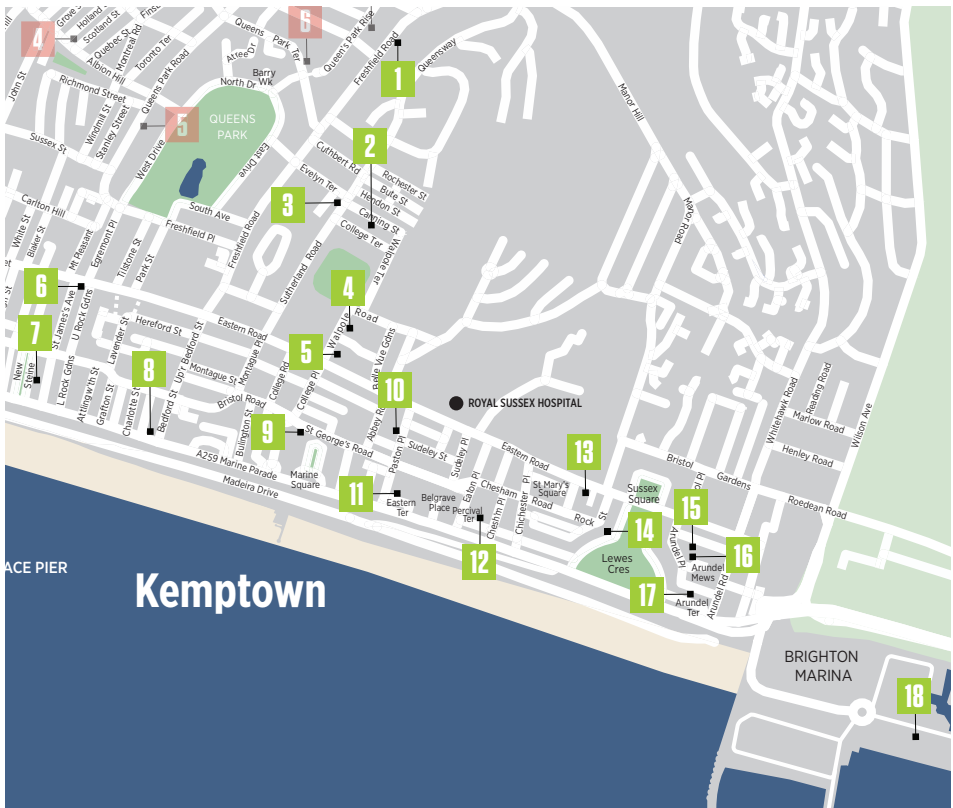 Hill
Grove S
Holland St
Scotland St
Quebec St
Montreal Rd
Toronto Ter
Albion Hill
Richmond Street
John St
Windmill St
Stanley Street
Queens Park Road
Sussex St
Carlton Hill
Attree Dr
Barry
Wk
North Dr
Queens Park Ter
Queen's Park Rise
Freshfield Road
Queensway
4
6
1
5
QUEENS
PARK
West Drive
East Drive
South Ave
Freshfield Pl
Freshfield Road
Manor Hill
Manor Road
2
Cuthbert Rd
Rochester St
Bute St
Hendon St
Canning St
College Ter
Walpole Ter
Evelyn Ter
3
Sutherland Road
White St
Blaker St
Mt Pleasant
Egremont Pl
Tilstone St
Park St
6
7
St James's Ave
U Rock Gdns
L Rock Gdns
New
Steine
Attlingw'th St
Grafton St
Lavender St
Charlotte St
8
Hereford St
Bedford St
Up'r Bedford St
Montague St
Montague Pl
Eastern Road
Bristol Road
College Rd
College Pl
4
Walpole Road
5
Belle Vue Gdns
10
Abbey Rd
Paston Pl
Bulington St
9
St George's Road
A259 Marine Parade
Madeira Drive
Marine
Square
ROYAL SUSSEX HOSPITAL
Sudeley St
Sudeley Pl
Eastern Road
11
Eastern
Ter
Belgrave
Place
Percival
Ter
Eaton Pl
Chesham Road
Chesh'm Pl
Chichester Pl
12
St Mary's
Square
13
Rock St
14
Sussex
Square
Lewes
Cres
Bristol
Gardens
ol Pl
15
16
Arundel Pl
Arundel
Mews
Arundel Rd
17
Arundel
Ter
Whitehawk Road
Reading Road
Marlow Road
Henley Road
Wilson Ave
Roedean Road
ACE PIER
Kemptown
BRIGHTON
MARINA
18